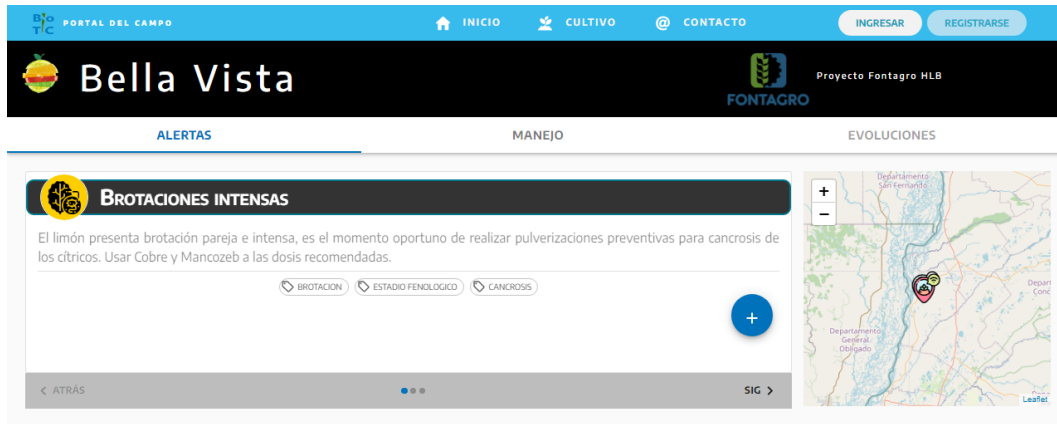 BIO
TIC
PORTAL DEL CAMPO
INICIO
CULTIVO
@ CONTACTO
INGRESAR
REGISTRARSE
Bella Vista
FONTAGRO
Proyecto Fontagro HLB
ALERTAS
MANEJO
EVOLUCIONES
BROTACIONES INTENSAS
El limón presenta brotación pareja e intensa, es el momento oportuno de realizar pulverizaciones preventivas para cancrosis de
los cítricos. Usar Cobre y Mancozeb a las dosis recomendadas.
BROTACION
ESTADIO FENOLOGICO
CANCROSIS
+
< ATRÁS
SIG >
+
−
Departamento
San Fernando
Departamento
General
Obligado
Leaflet